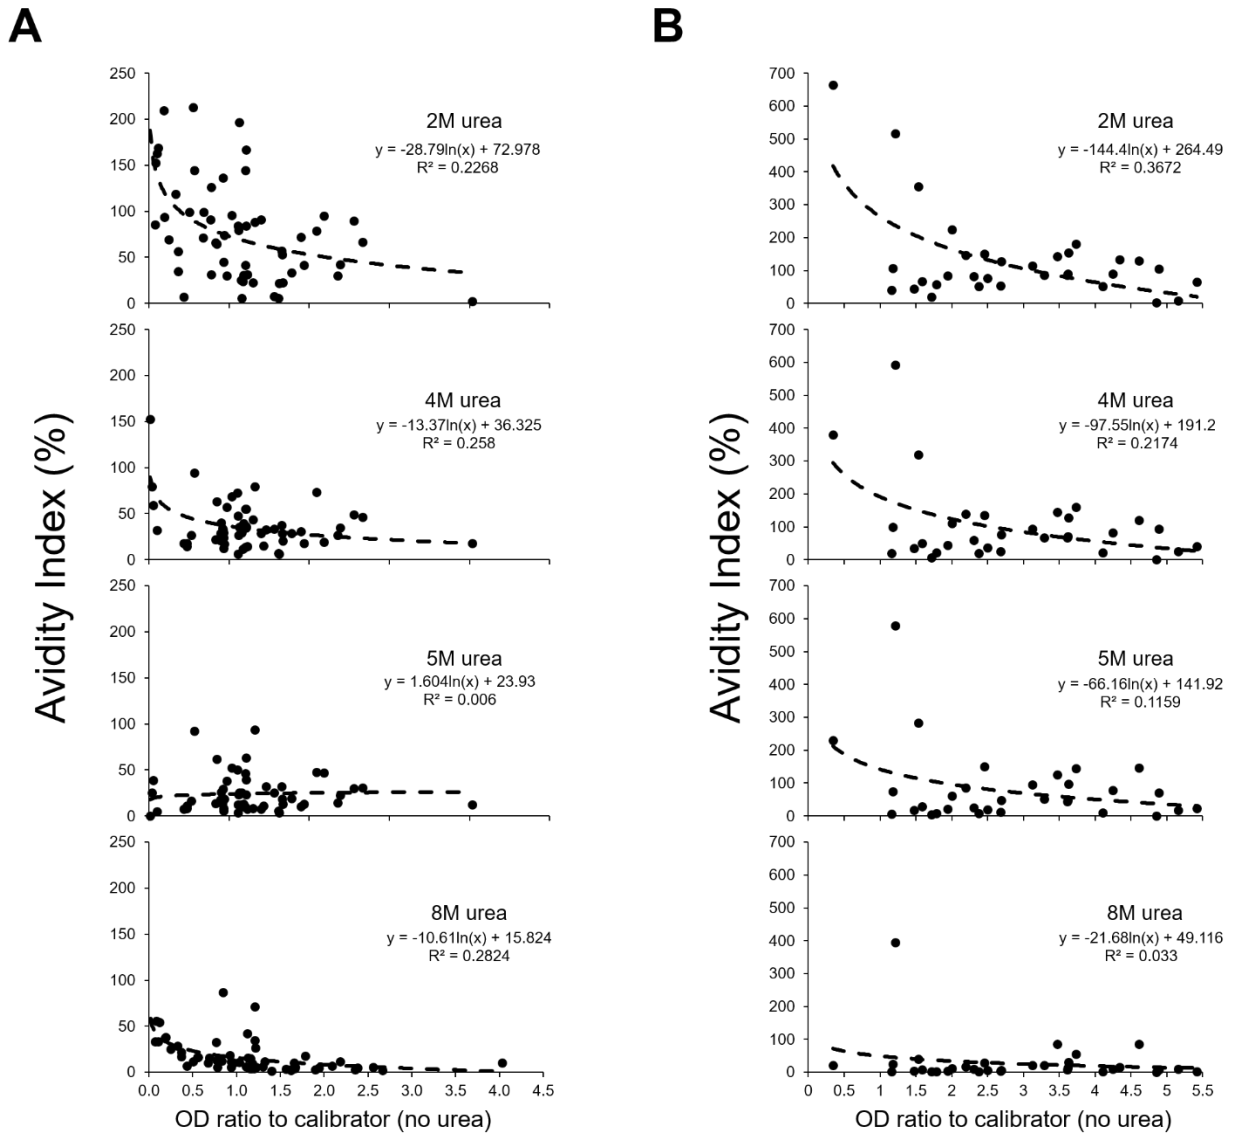 A
B
250
200
150
100
50
0
2M urea
y = -28.79ln(x) + 72.978
R² = 0.2268
700
600
500
400
300
200
100
0
2M urea
y = -144.4ln(x) + 264.49
R² = 0.3672
250
200
150
100
50
0
4M urea
y = -13.37ln(x) + 36.325
R² = 0.258
700
600
500
400
300
200
100
0
4M urea
y = -97.55ln(x) + 191.2
R² = 0.2174
Avidity Index (%)
Avidity Index (%)
250
200
150
100
50
0
5M urea
y = 1.604ln(x) + 23.93
R² = 0.006
700
600
500
400
300
200
100
0
5M urea
y = -66.16ln(x) + 141.92
R² = 0.1159
250
200
150
100
50
0
8M urea
y = -10.61ln(x) + 15.824
R² = 0.2824
0.0 0.5 1.0 1.5 2.0 2.5 3.0 3.5 4.0 4.5
OD ratio to calibrator (no urea)
700
600
500
400
300
200
100
0
8M urea
y = -21.68ln(x) + 49.116
R² = 0.033
0 0.5 1 1.5 2 2.5 3 3.5 4 4.5 5 5.5
OD ratio to calibrator (no urea)